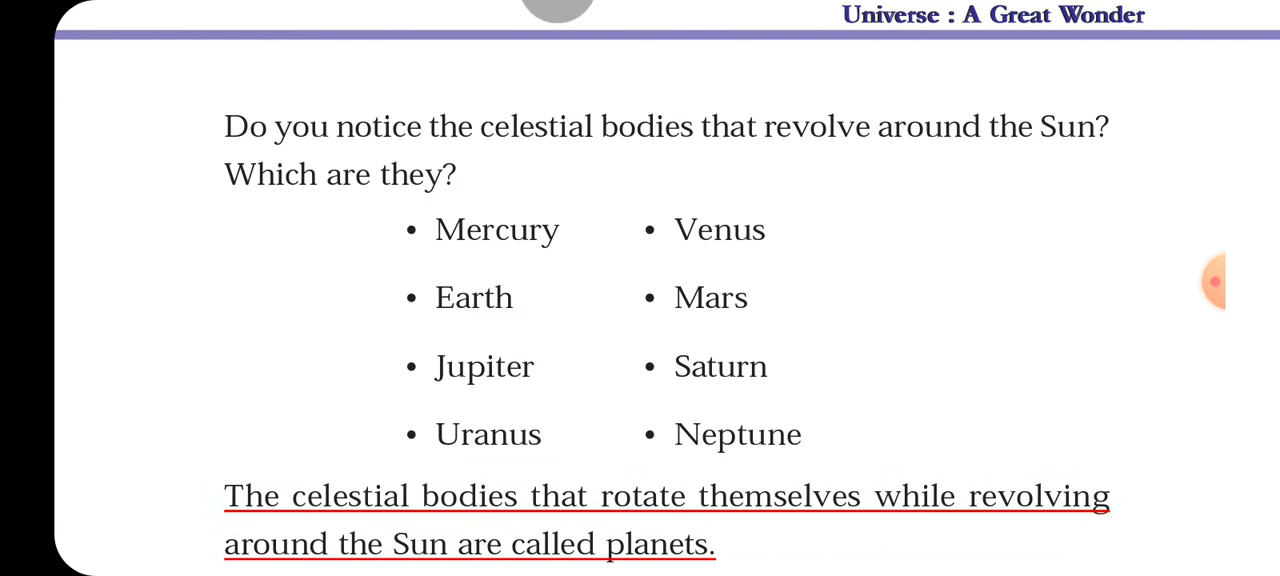 Universe : A Great Wonder
Do you notice the celestial bodies that revolve around the Sun?
Which are they?
• Mercury • Venus
• Earth • Mars
• Jupiter • Saturn
• Uranus • Neptune
The celestial bodies that rotate themselves while revolving
around the Sun are called planets.